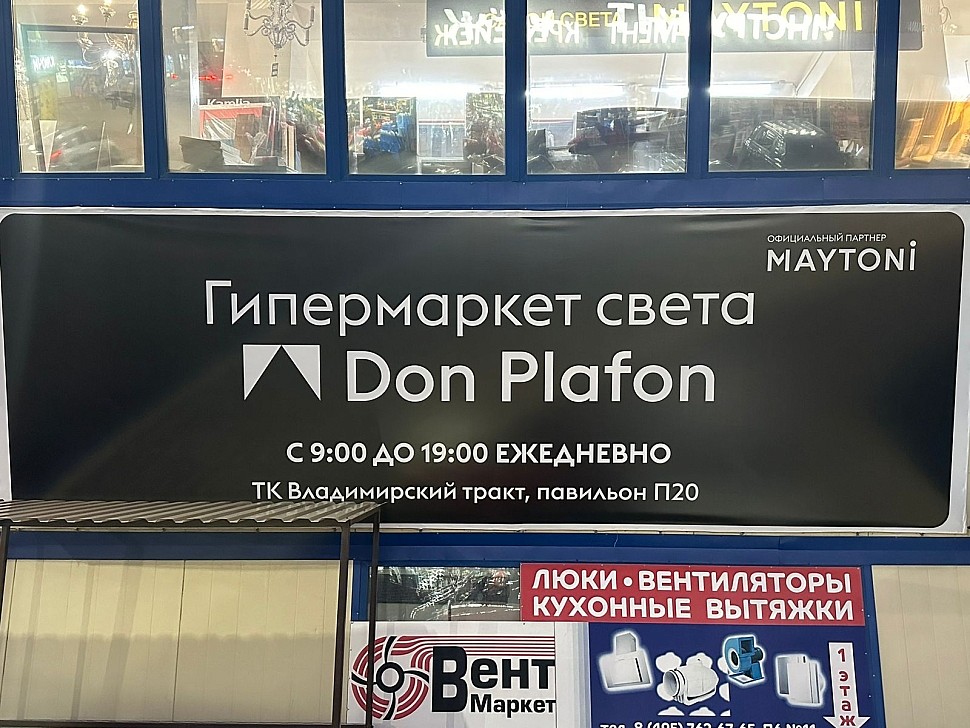 Kamila
ОФИЦИАЛЬНЫЙ ПАРТНЕР
MAYTONi
Гипермаркет света
Don Plafon
С 9:00 ДО 19:00 ЕЖЕДНЕВНО
ТК Владимирский тракт, павильон П20
ЛЮКИ • ВЕНТИЛЯТОРЫ
КУХОННЫЕ ВЫТЯЖКИ
Вент
Маркет
1 этаж